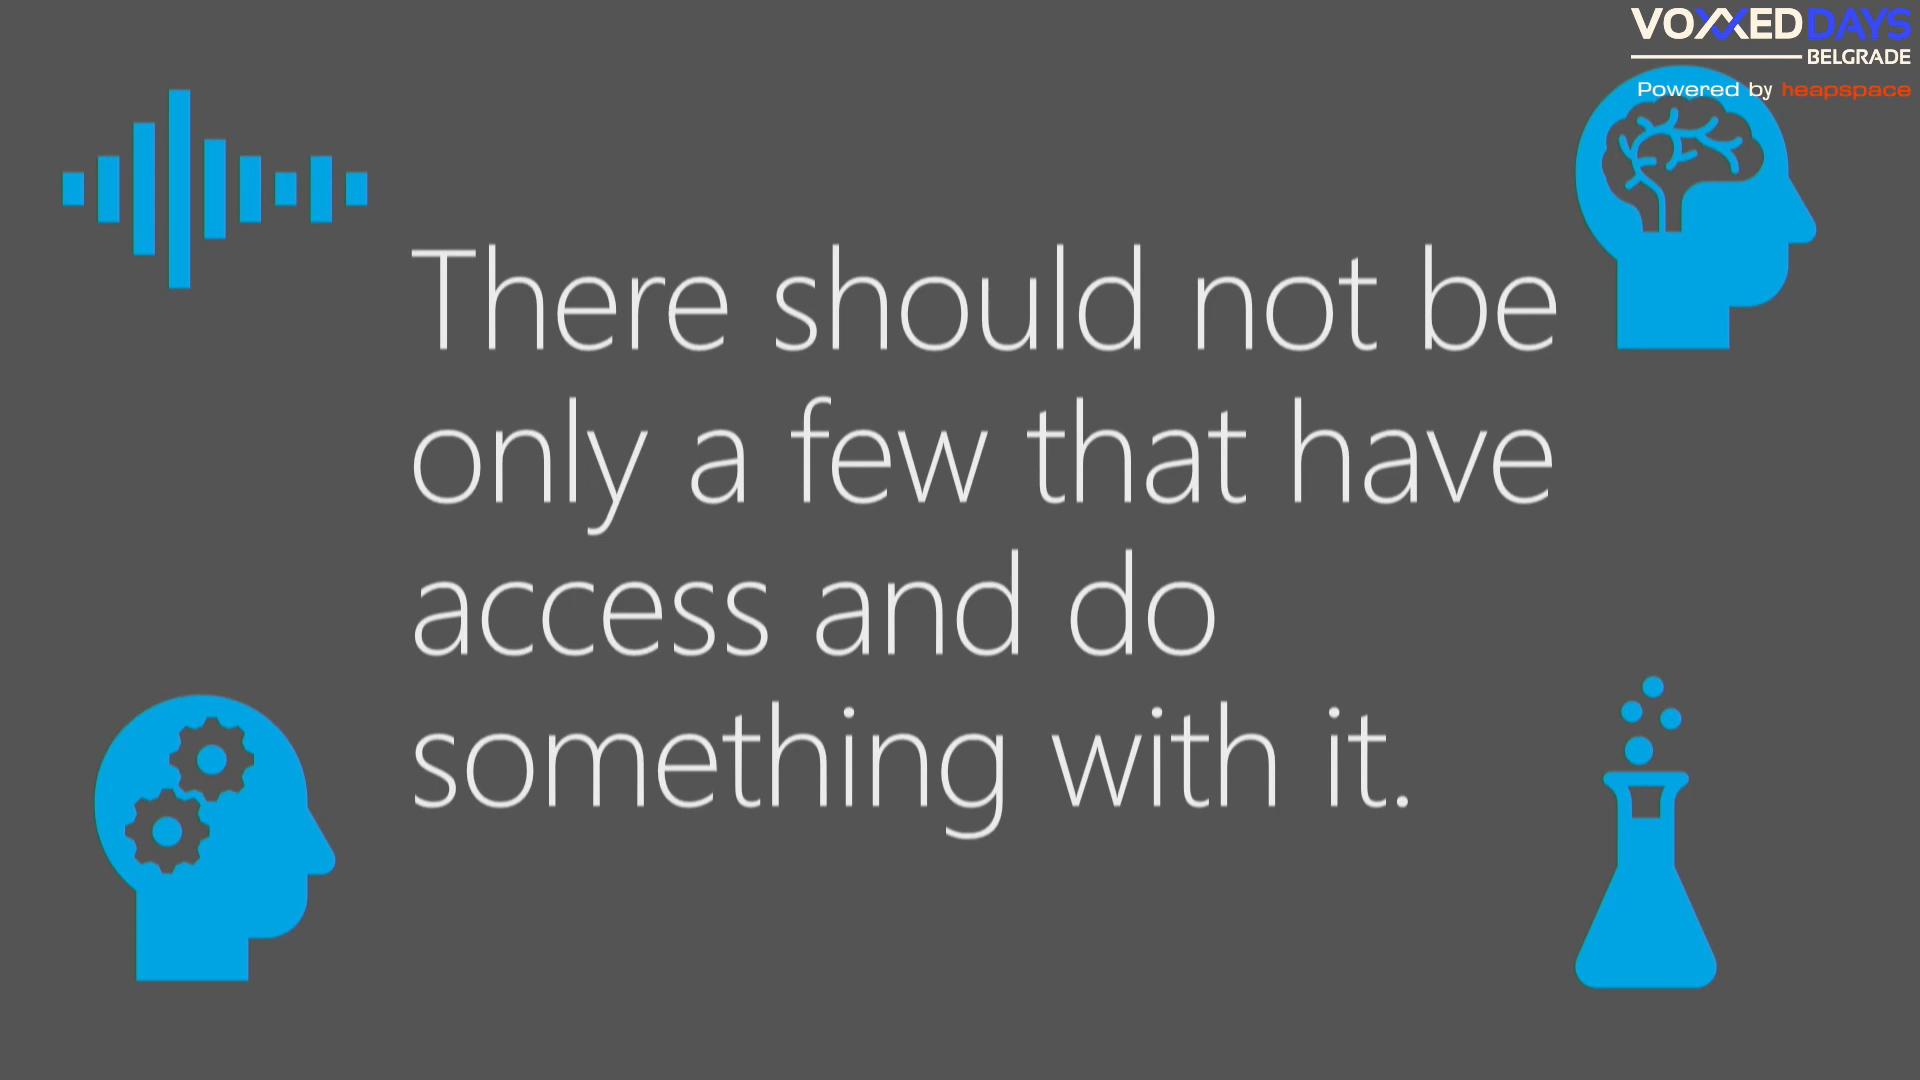 VOXXED DAYS
BELGRADE
Powered by heapspace
There should not be
only a few that have
access and do
something with it.